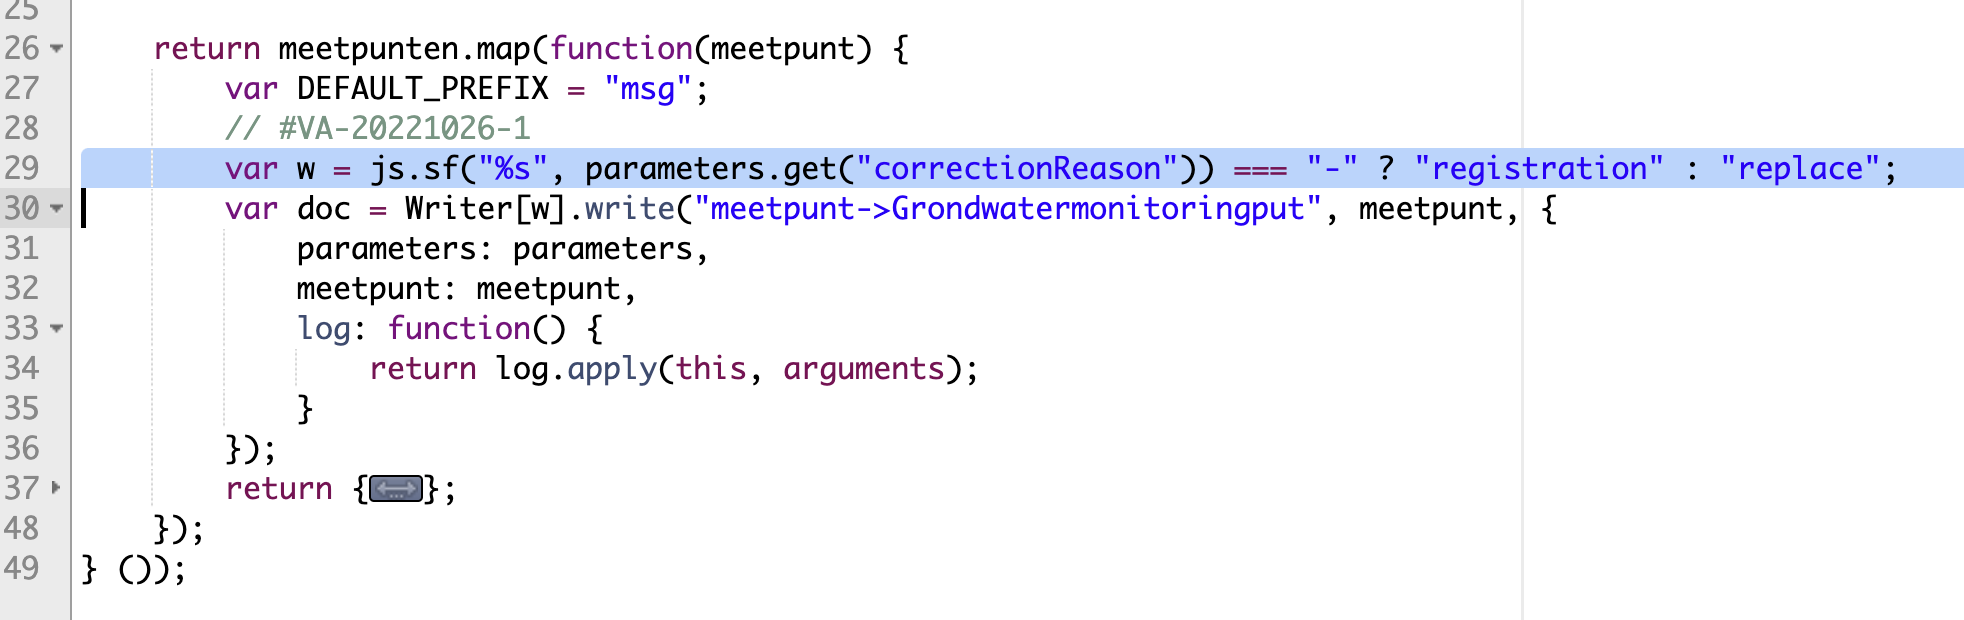 25
26 return meetpunten.map(function(meetpunt) {
27 var DEFAULT_PREFIX = "msg";
28 // #VA-20221026-1
29 var w = js.sf("%s", parameters.get("correctionReason")) === "-" ? "registration" : "replace";
30 var doc = Writer[w].write("meetpunt->Grondwatermonitoringput", meetpunt, {
31 parameters: parameters,
32 meetpunt: meetpunt,
33 log: function() {
34 return log.apply(this, arguments);
35 }
36 });
37 return {...};
48 });
49 } ());